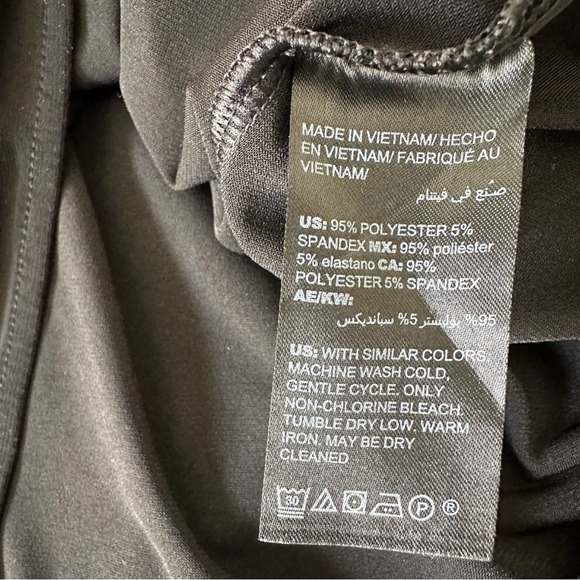 MADE IN VIETNAM/ HECHO
EN VIETNAM/ FABRIQUÉ AU
VIETNAM/
صنع في فيتنام
US: 95% POLYESTER 5%
SPANDEX MX: 95% poliéster
5% elastano CA: 95%
POLYESTER 5% SPANDEX
AE/KW:
95% بوليستر 5% سبانديكس
US: WITH SIMILAR COLORS,
MACHINE WASH COLD,
GENTLE CYCLE. ONLY
NON-CHLORINE BLEACH.
TUMBLE DRY LOW. WARM
IRON. MAY BE DRY
CLEANED
30 P ®